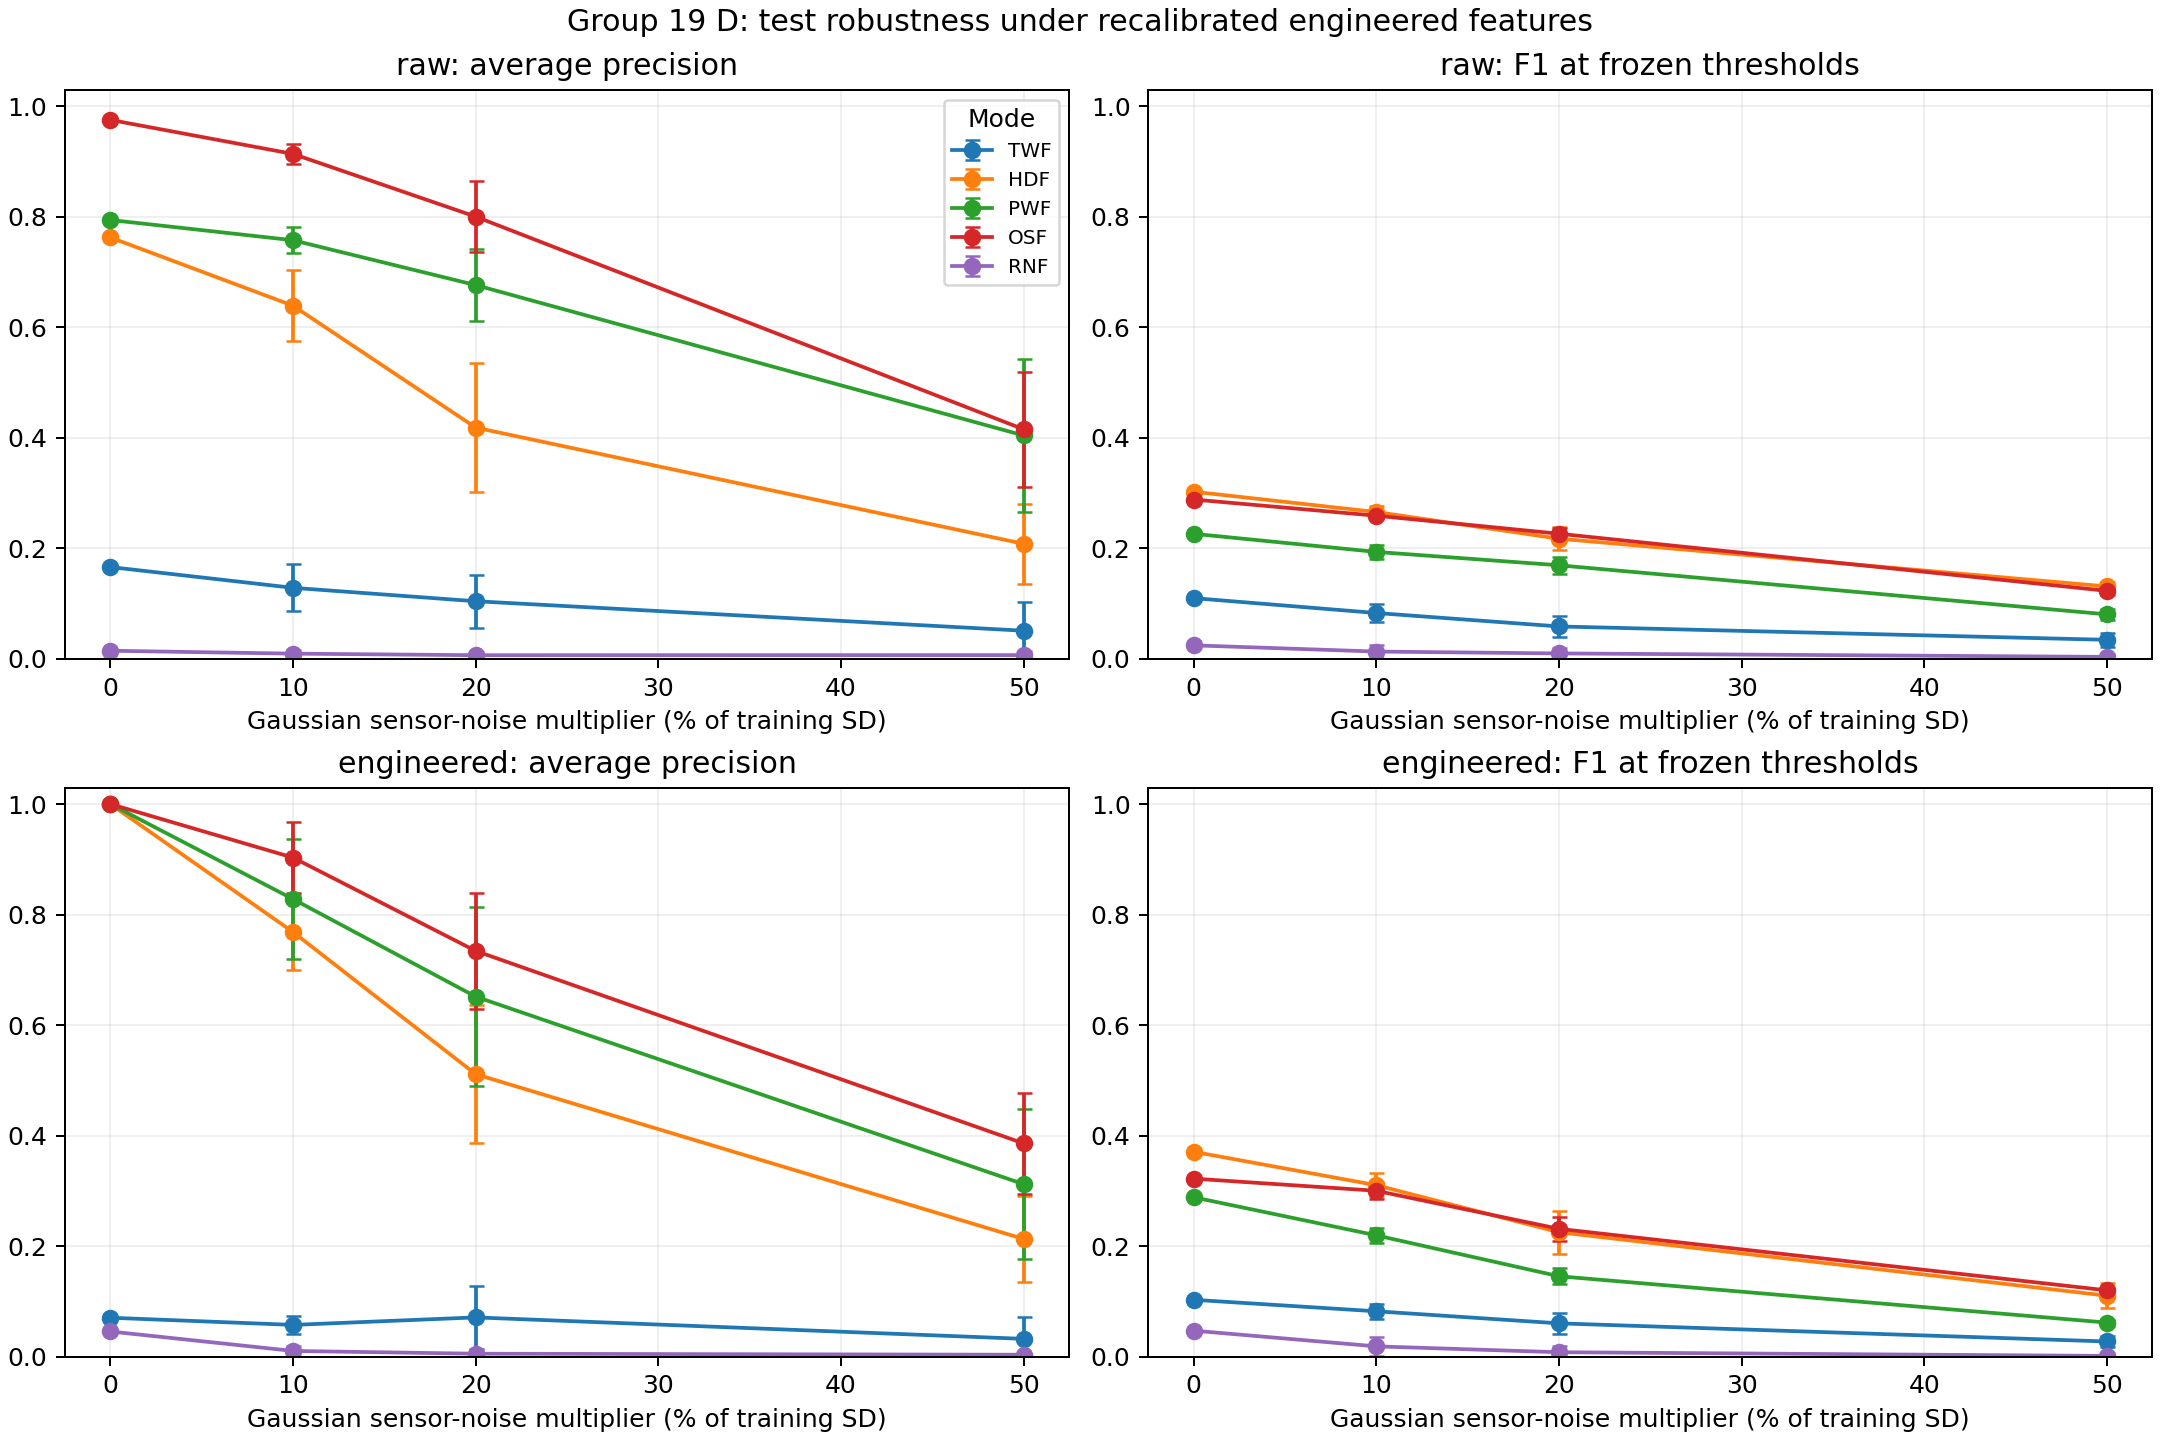 Group 19 D: test robustness under recalibrated engineered features
raw: average precision
1.0
0.8
0.6
0.4
0.2
0.0
0 10 20 30 40 50
Gaussian sensor-noise multiplier (% of training SD)
Mode
TWF
HDF
PWF
OSF
RNF
raw: F1 at frozen thresholds
1.0
0.8
0.6
0.4
0.2
0.0
0 10 20 30 40 50
Gaussian sensor-noise multiplier (% of training SD)
engineered: average precision
1.0
0.8
0.6
0.4
0.2
0.0
0 10 20 30 40 50
Gaussian sensor-noise multiplier (% of training SD)
engineered: F1 at frozen thresholds
1.0
0.8
0.6
0.4
0.2
0.0
0 10 20 30 40 50
Gaussian sensor-noise multiplier (% of training SD)